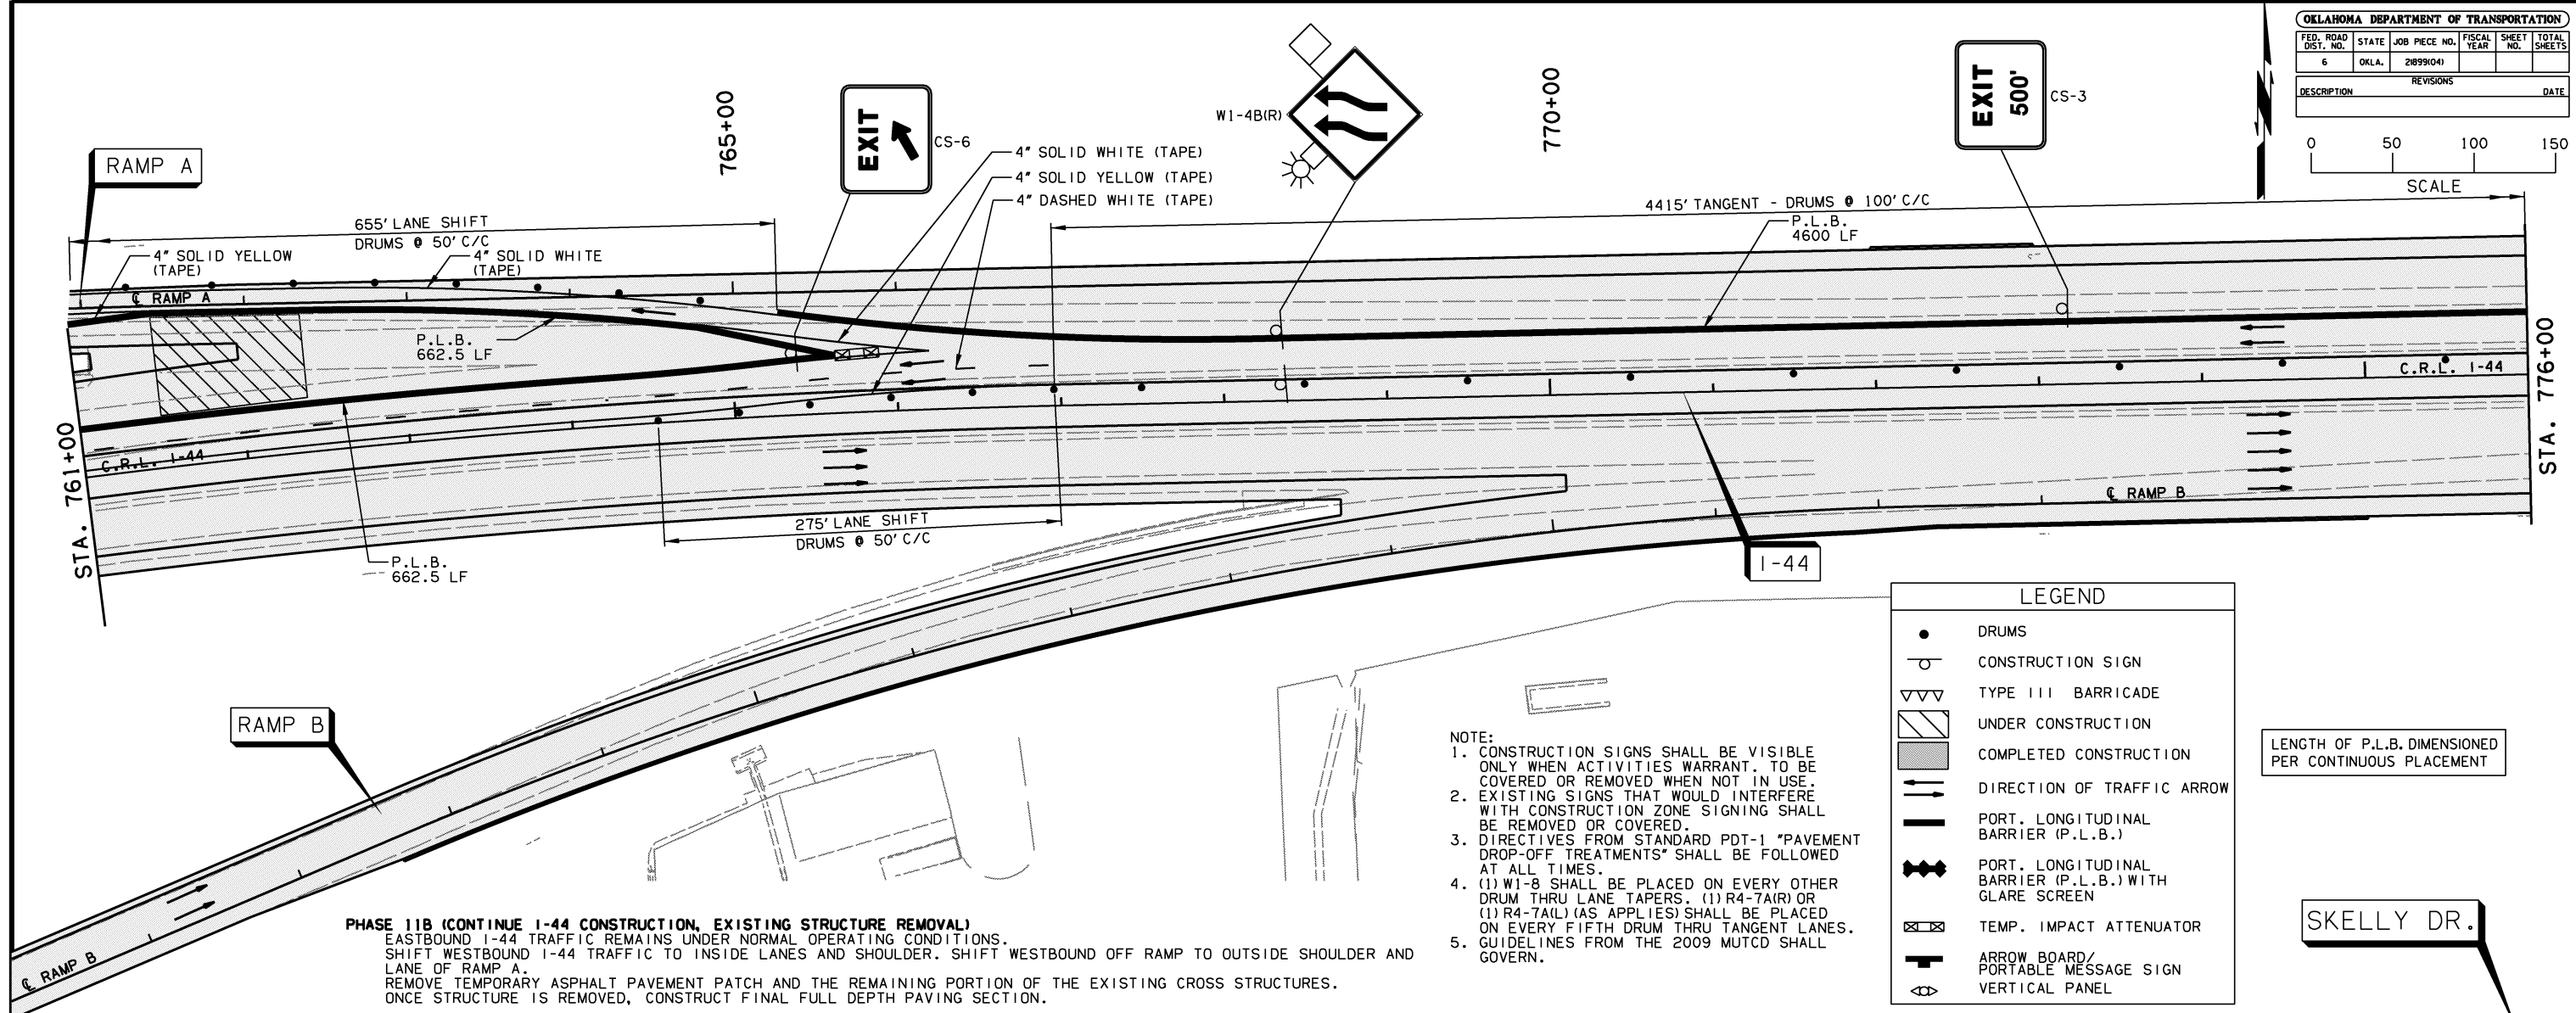 OKLAHOMA DEPARTMENT OF TRANSPORTATION
FED. ROAD DIST. NO.
STATE
JOB PIECE NO.
FISCAL YEAR
SHEET NO.
TOTAL SHEETS
6
OKLA.
21899(04)
REVISIONS
DESCRIPTION
DATE
0 50 100 150
SCALE
RAMP A
765+00
EXIT
CS-6
W1-4B(R)
770+00
EXIT 500'
CS-3
4" SOLID WHITE (TAPE)
4" SOLID YELLOW (TAPE)
4" DASHED WHITE (TAPE)
655' LANE SHIFT
DRUMS @ 50' C/C
4415' TANGENT - DRUMS @ 100' C/C
P.L.B.
4600 LF
4" SOLID YELLOW
(TAPE)
4" SOLID WHITE
(TAPE)
℄ RAMP A
P.L.B.
662.5 LF
C.R.L. I-44
STA. 776+00
STA. 761+00
C.R.L. I-44
℄ RAMP B
275' LANE SHIFT
DRUMS @ 50' C/C
P.L.B.
662.5 LF
I-44
RAMP B
℄ RAMP B
LEGEND
DRUMS
CONSTRUCTION SIGN
TYPE III BARRICADE
UNDER CONSTRUCTION
COMPLETED CONSTRUCTION
DIRECTION OF TRAFFIC ARROW
PORT. LONGITUDINAL
BARRIER (P.L.B.)
PORT. LONGITUDINAL
BARRIER (P.L.B.) WITH
GLARE SCREEN
TEMP. IMPACT ATTENUATOR
ARROW BOARD/
PORTABLE MESSAGE SIGN
VERTICAL PANEL
LENGTH OF P.L.B. DIMENSIONED
PER CONTINUOUS PLACEMENT
SKELLY DR.
NOTE:
1. CONSTRUCTION SIGNS SHALL BE VISIBLE
ONLY WHEN ACTIVITIES WARRANT. TO BE
COVERED OR REMOVED WHEN NOT IN USE.
2. EXISTING SIGNS THAT WOULD INTERFERE
WITH CONSTRUCTION ZONE SIGNING SHALL
BE REMOVED OR COVERED.
3. DIRECTIVES FROM STANDARD PDT-1 "PAVEMENT
DROP-OFF TREATMENTS" SHALL BE FOLLOWED
AT ALL TIMES.
4. (1) W1-8 SHALL BE PLACED ON EVERY OTHER
DRUM THRU LANE TAPERS. (1) R4-7A(R) OR
(1) R4-7A(L) (AS APPLIES) SHALL BE PLACED
ON EVERY FIFTH DRUM THRU TANGENT LANES.
5. GUIDELINES FROM THE 2009 MUTCD SHALL
GOVERN.
PHASE 11B (CONTINUE I-44 CONSTRUCTION, EXISTING STRUCTURE REMOVAL)
EASTBOUND I-44 TRAFFIC REMAINS UNDER NORMAL OPERATING CONDITIONS.
SHIFT WESTBOUND I-44 TRAFFIC TO INSIDE LANES AND SHOULDER. SHIFT WESTBOUND OFF RAMP TO OUTSIDE SHOULDER AND
LANE OF RAMP A.
REMOVE TEMPORARY ASPHALT PAVEMENT PATCH AND THE REMAINING PORTION OF THE EXISTING CROSS STRUCTURES.
ONCE STRUCTURE IS REMOVED, CONSTRUCT FINAL FULL DEPTH PAVING SECTION.